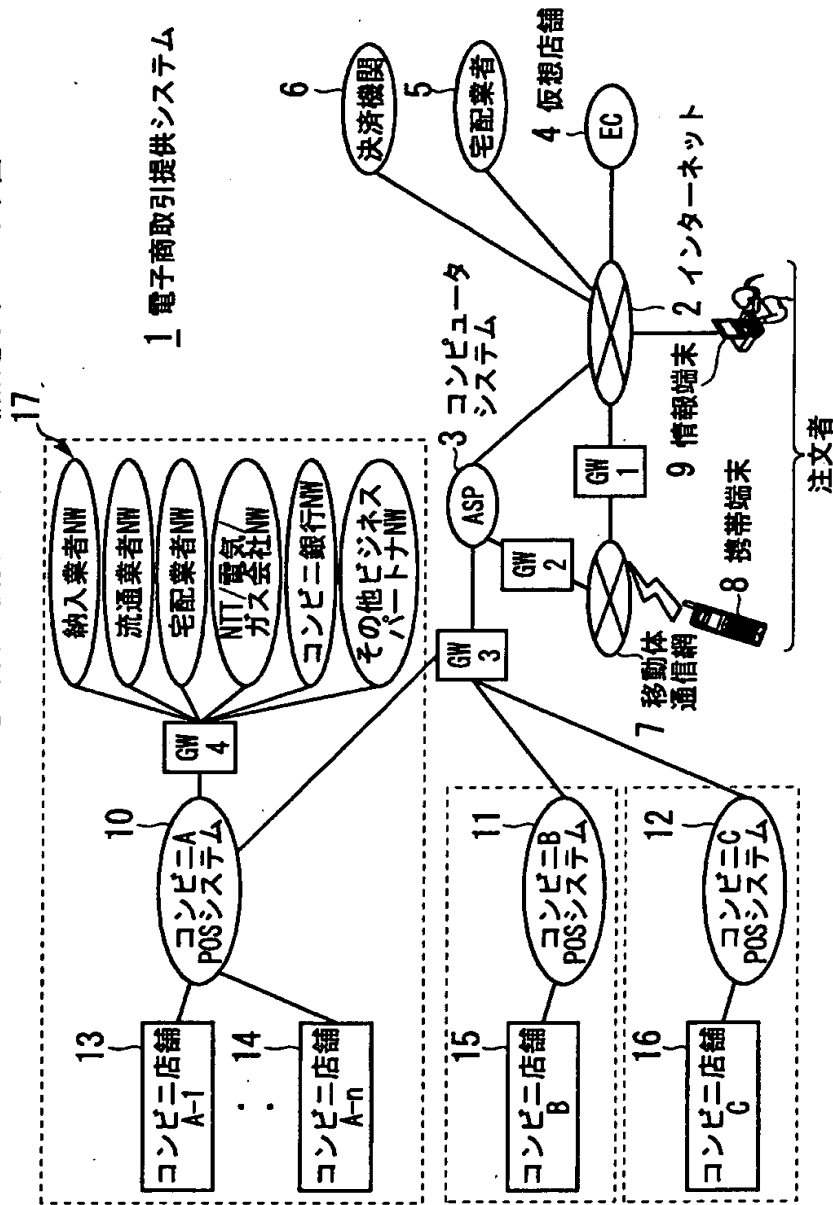 1 電子商取引提供システム
17
納入業者NW
流通業者NW
宅配業者NW
NTT/電気/
ガス会社NW
コンビニ銀行NW
その他ビジネス
パートナNW
GW
4
10
コンビニA
POSシステム
13
コンビニ店舗
A-1
14
コンビニ店舗
A-n
11
コンビニB
POSシステム
15
コンビニ店舗
B
12
コンビニC
POSシステム
16
コンビニ店舗
C
GW
3
3 コンピュータ
システム
ASP
GW
2
GW
1
7 移動体
通信網
8 携帯端末
9 情報端末
注文者
2 インターネット
6
決済機関
5
宅配業者
4 仮想店舗
EC